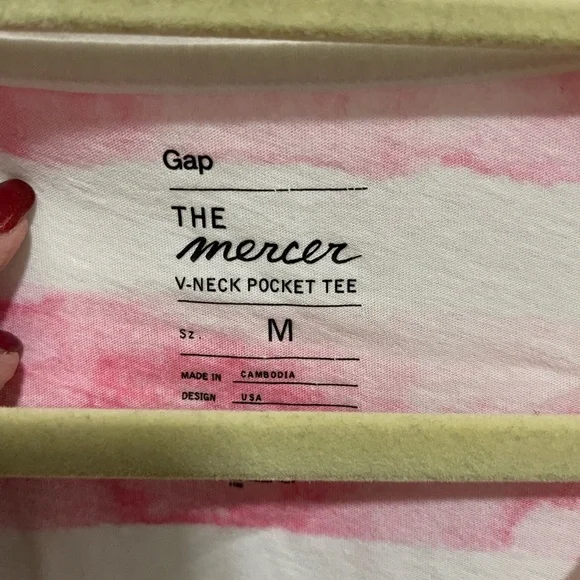 Gap
THE
mercer
V-NECK POCKET TEE
Sz. M
MADE IN CAMBODIA
DESIGN USA